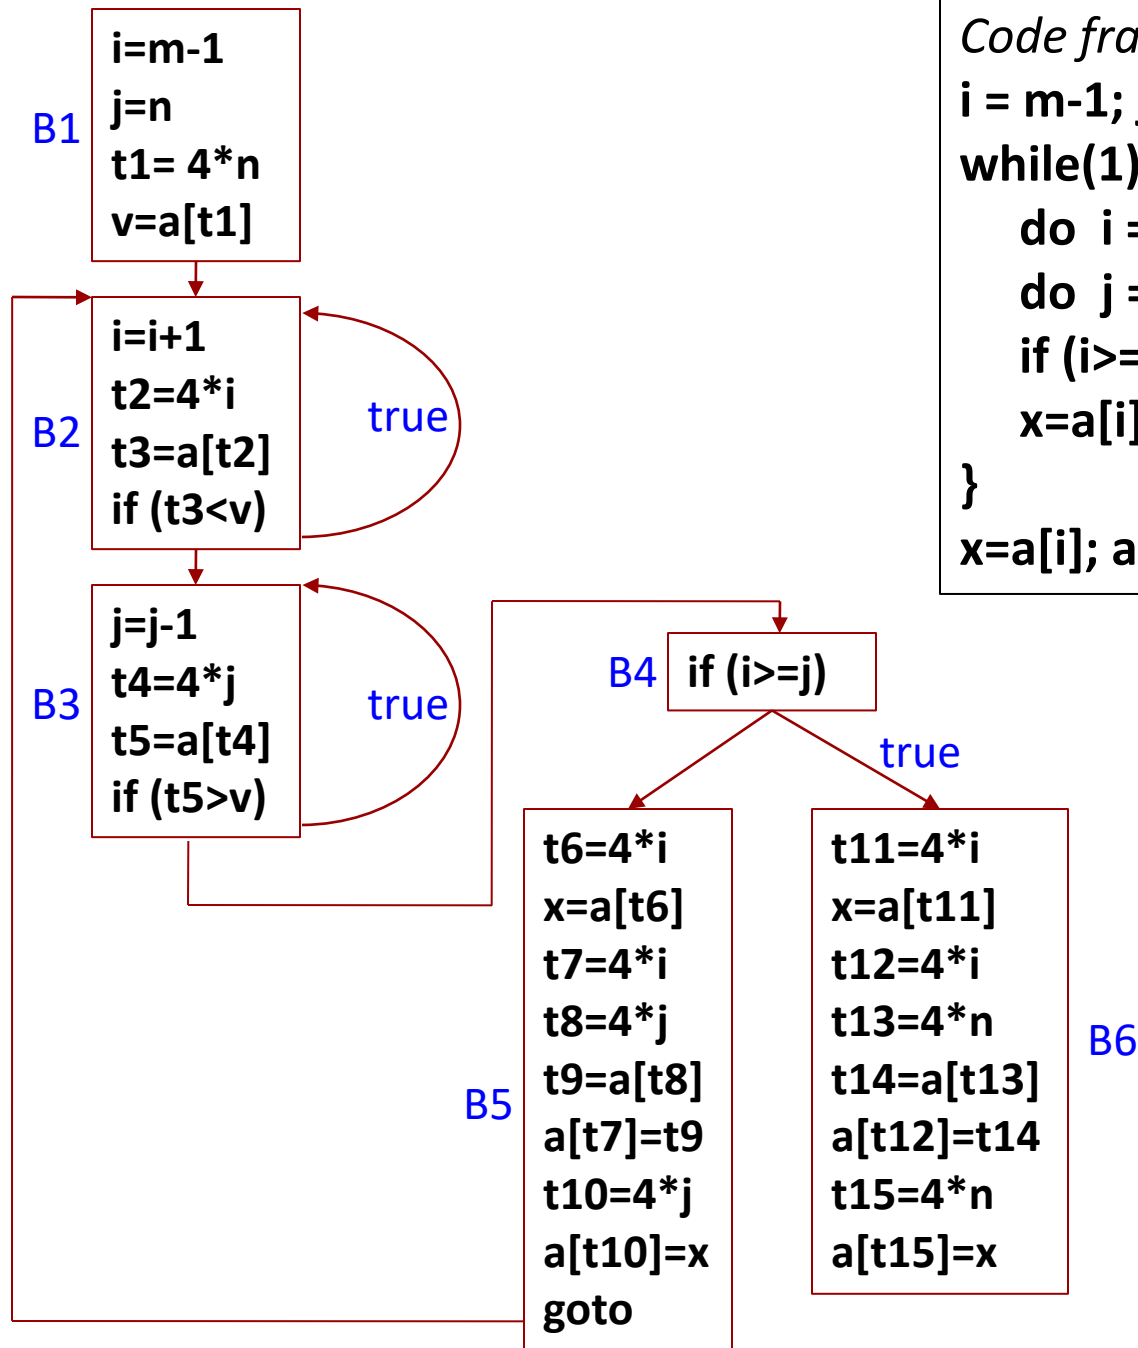 B1
i=m-1
j=n
t1= 4*n
v=a[t1]
B2
i=i+1
t2=4*i
t3=a[t2]
if (t3<v)
true
B3
j=j-1
t4=4*j
t5=a[t4]
if (t5>v)
true
Code
i = m-1;
while(1)
do i =
do j =
if (i>=
x=a[i]
}
x=a[i]; a
B4
if (i>=j)
true
B5
t6=4*i
x=a[t6]
t7=4*i
t8=4*j
t9=a[t8]
a[t7]=t9
t10=4*j
a[t10]=x
goto
t11=4*i
x=a[t11]
t12=4*i
t13=4*n
t14=a[t13]
a[t12]=t14
t15=4*n
a[t15]=x
B6